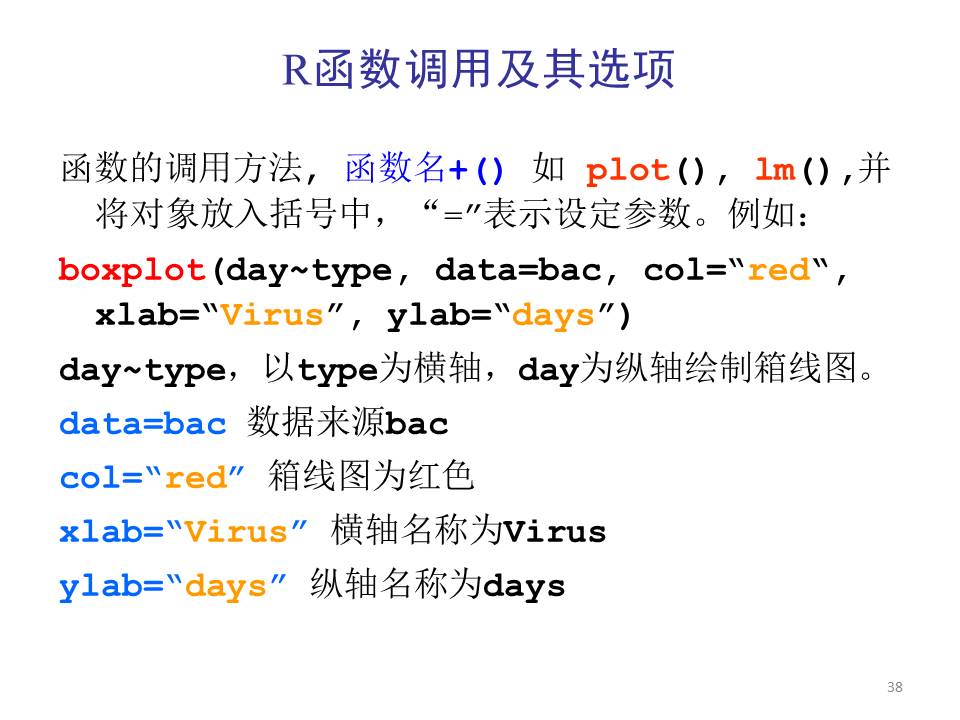 R函数调用及其选项
函数的调用方法, 函数名+() 如 plot(), lm(),并
将对象放入括号中，“=”表示设定参数。例如：
boxplot(day~type, data=bac, col=“red“,
xlab=“Virus”, ylab=“days”)
day~type，以type为横轴，day为纵轴绘制箱线图。
data=bac 数据来源bac
col=“red” 箱线图为红色
xlab=“Virus” 横轴名称为Virus
ylab=“days” 纵轴名称为days
38